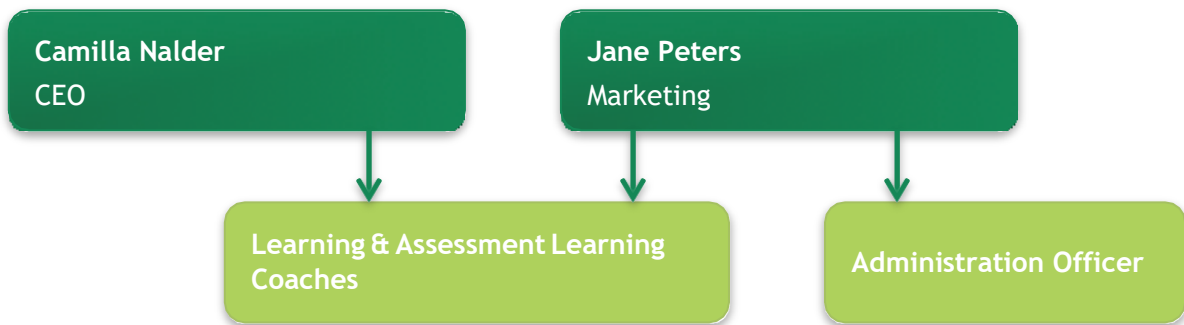 Camilla Nalder
CEO
Jane Peters
Marketing
Learning & Assessment Learning
Coaches
Administration Officer